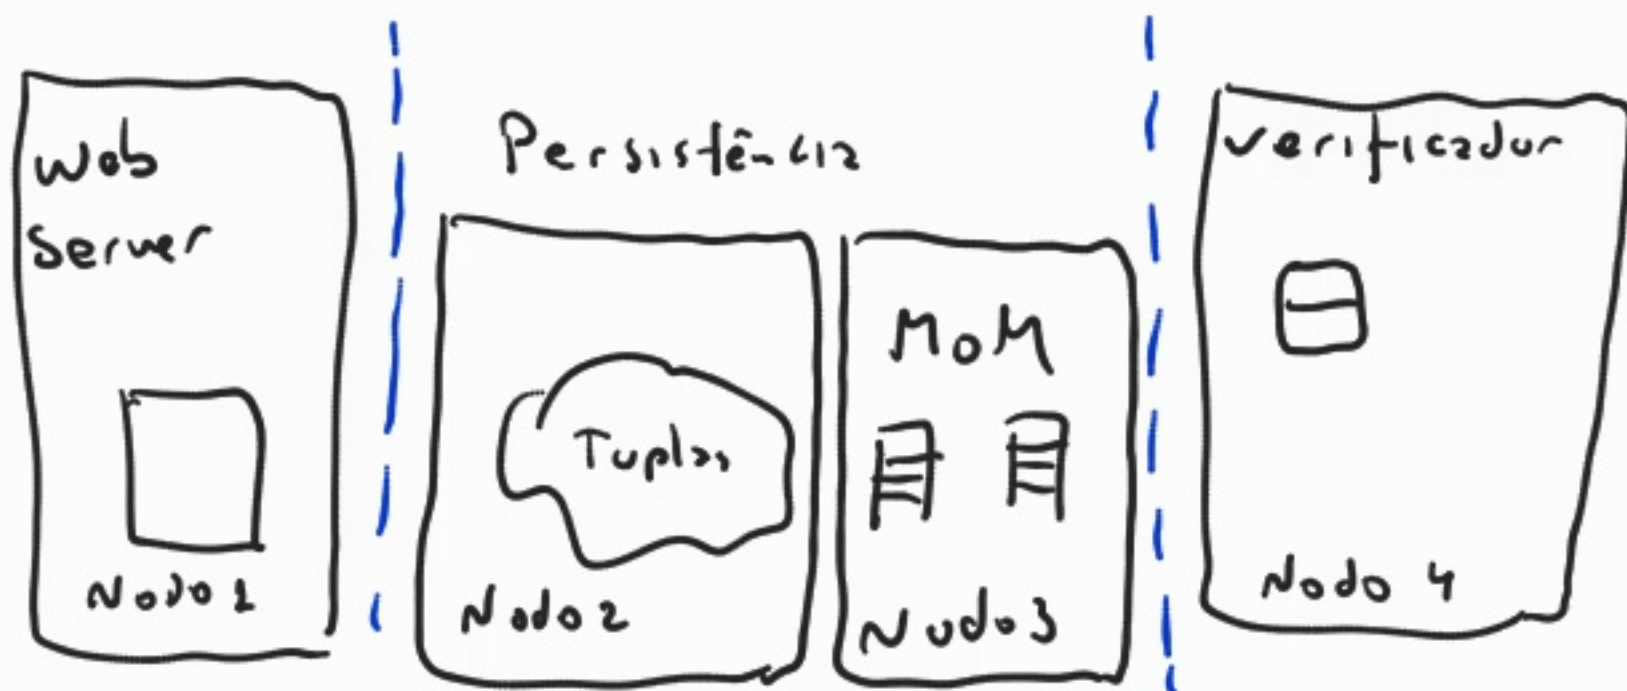 Web
Server
Nodo 1
Persistência
Tuplas
Nodo 2
MoM
Nodo 3
Verificador
Nodo 4